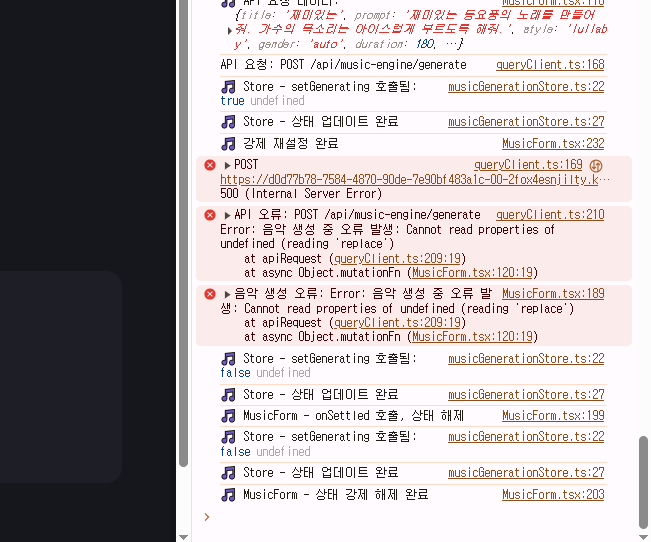 API 요청 데이터: MusicForm.tsx:116
{title: '재미있는', prompt: '재미있는 동요풍의 노래를 만들어
줘. 가수의 목소리는 아이스럽게 부르도록 해줘.', style: 'lullab
y', gender: 'auto', duration: 180, …}
API 요청: POST /api/music-engine/generate queryClient.ts:168
🎵 Store - setGenerating 호출됨: musicGenerationStore.ts:22
true undefined
🎵 Store - 상태 업데이트 완료 musicGenerationStore.ts:27
🎵 강제 재설정 완료 MusicForm.tsx:232
POST queryClient.ts:169
https://d0d77b78-7584-4870-90de-7e90bf483a1c-00-2fox4esnjilty.k…
500 (Internal Server Error)
API 오류: POST /api/music-engine/generate queryClient.ts:210
Error: 음악 생성 중 오류 발생: Cannot read properties of
undefined (reading 'replace')
at apiRequest (queryClient.ts:209:19)
at async Object.mutationFn (MusicForm.tsx:120:19)
음악 생성 오류: Error: 음악 생성 중 오류 발 MusicForm.tsx:189
생: Cannot read properties of undefined (reading 'replace')
at apiRequest (queryClient.ts:209:19)
at async Object.mutationFn (MusicForm.tsx:120:19)
🎵 Store - setGenerating 호출됨: musicGenerationStore.ts:22
false undefined
🎵 Store - 상태 업데이트 완료 musicGenerationStore.ts:27
🎵 MusicForm - onSettled 호출, 상태 해제 MusicForm.tsx:199
🎵 Store - setGenerating 호출됨: musicGenerationStore.ts:22
false undefined
🎵 Store - 상태 업데이트 완료 musicGenerationStore.ts:27
🎵 MusicForm - 상태 강제 해제 완료 MusicForm.tsx:203